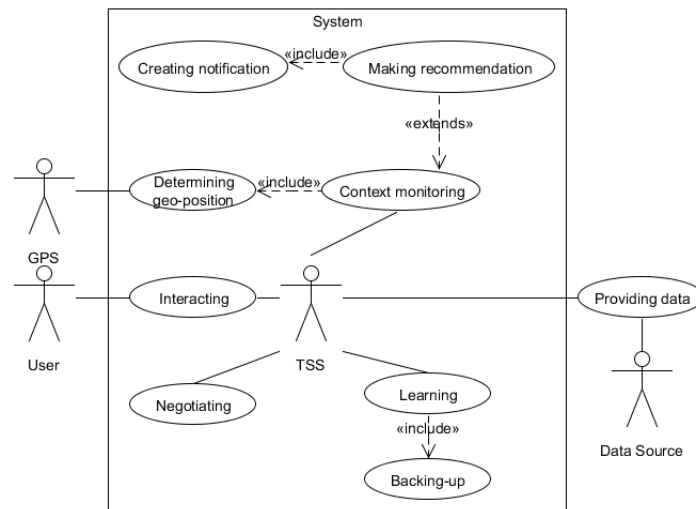 System
Creating notification
«include»
Making recommendation
«extends»
Determining
geo-position
«include»
Context monitoring
GPS
Interacting
Providing data
User
TSS
Negotiating
Learning
«include»
Data Source
Backing-up